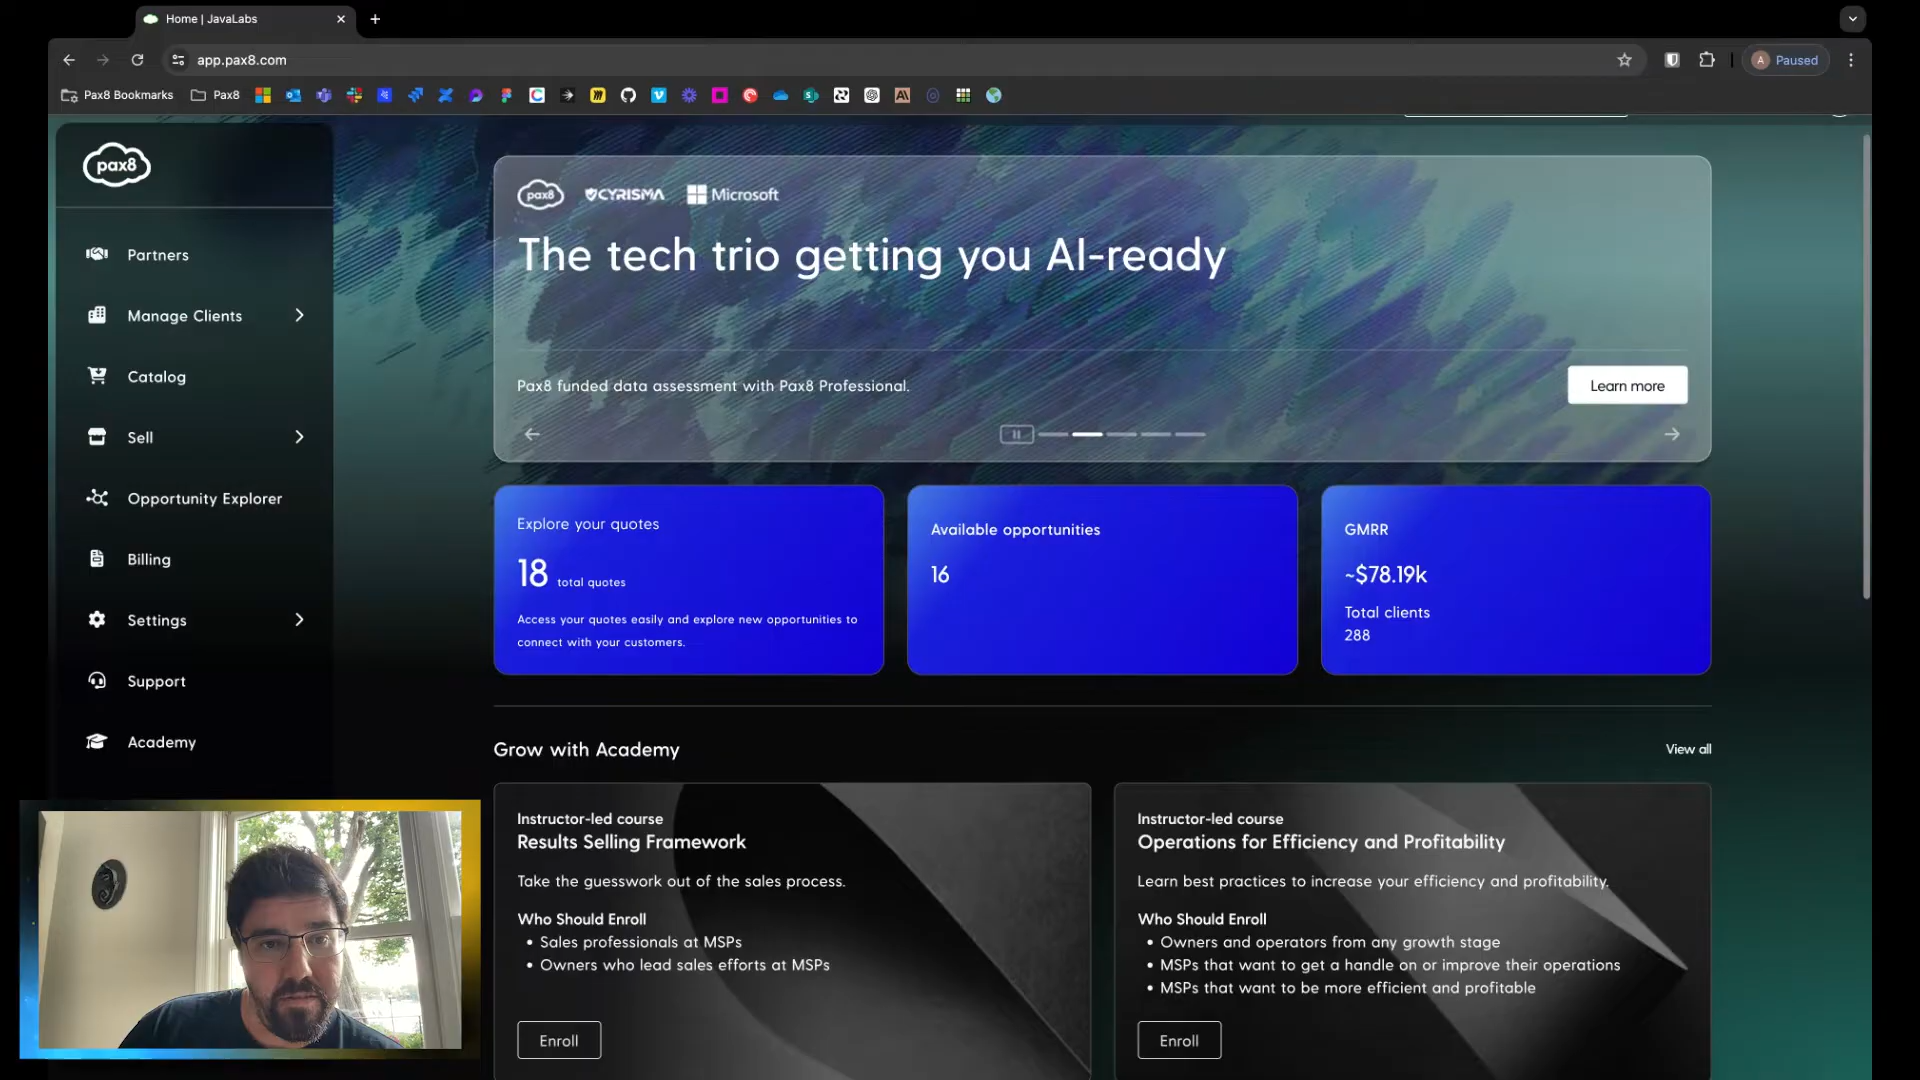 Home | JavaLabs
app.pax8.com
A Paused
Pax8 Bookmarks
Pax8
pax8
Partners
Manage Clients
Catalog
Sell
Opportunity Explorer
Billing
Settings
Support
Academy
pax8 CYRISMA Microsoft
The tech trio getting you AI-ready
Pax8 funded data assessment with Pax8 Professional.
Learn more
Explore your quotes
18 total quotes
Access your quotes easily and explore new opportunities to
connect with your customers.
Available opportunities
16
GMRR
~$78.19k
Total clients
288
Grow with Academy
View all
Instructor-led course
Results Selling Framework
Take the guesswork out of the sales process.
Who Should Enroll
• Sales professionals at MSPs
• Owners who lead sales efforts at MSPs
Enroll
Instructor-led course
Operations for Efficiency and Profitability
Learn best practices to increase your efficiency and profitability.
Who Should Enroll
• Owners and operators from any growth stage
• MSPs that want to get a handle on or improve their operations
• MSPs that want to be more efficient and profitable
Enroll